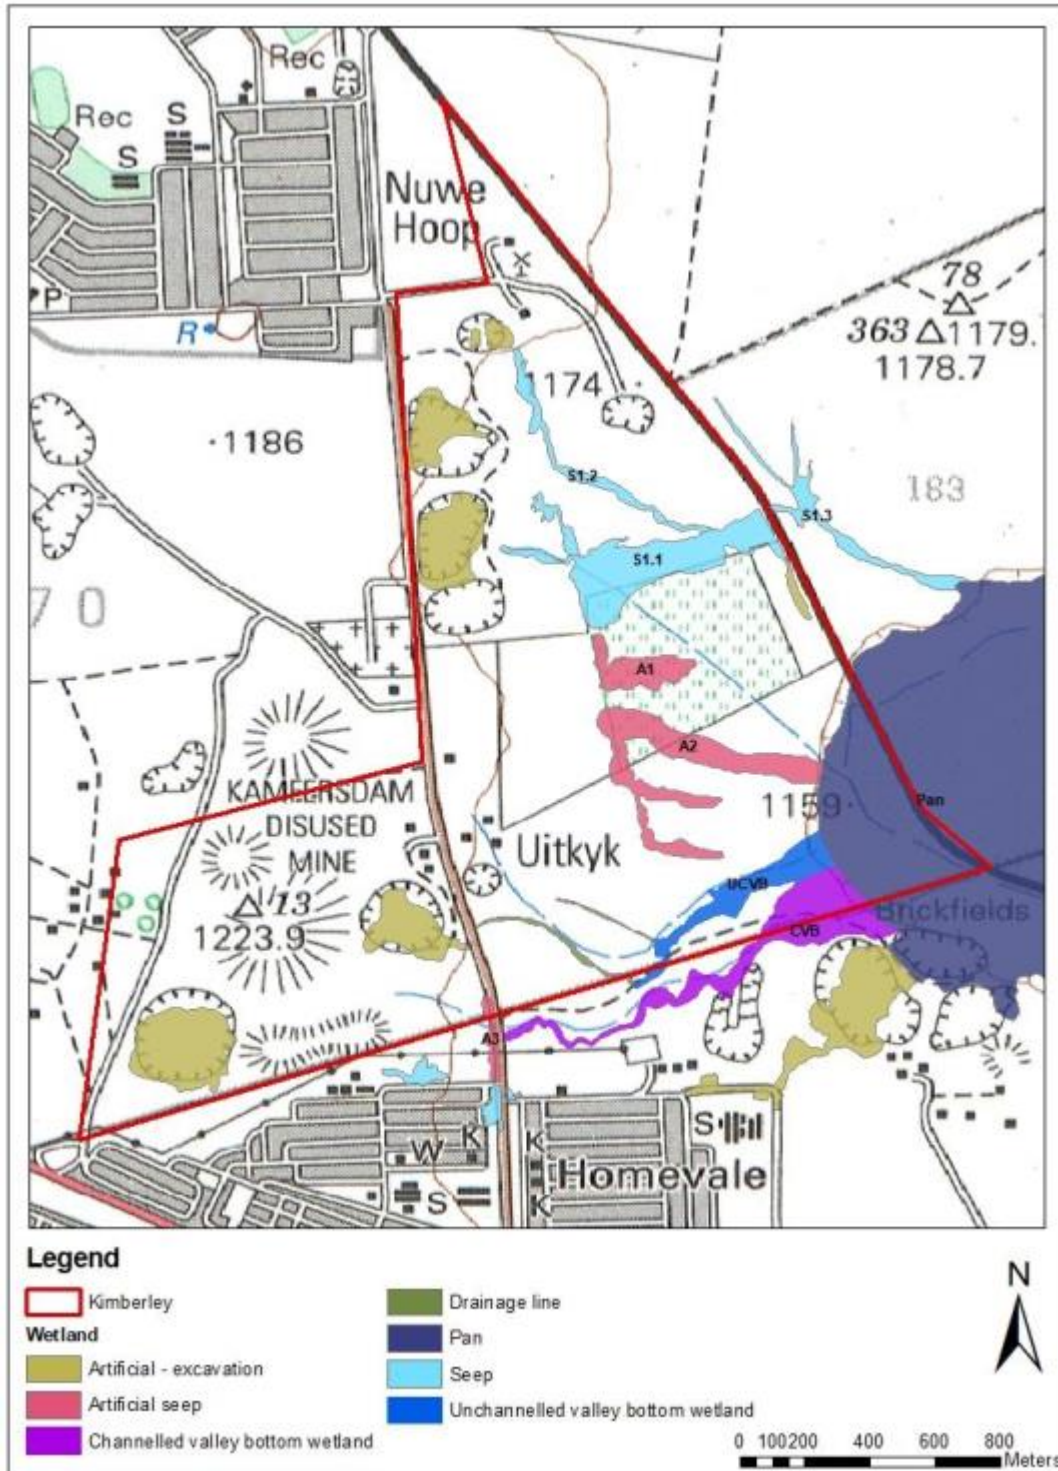 Rec
Rec
S
S
Nuwe
Hoop
P
R
78
363 1179.
1178.7
1174
1186
S1.2
S1.3
183
S1.1
70
A1
A2
KAMEERSDAM
DISUSED
MINE
Pan
1159
Uitkyk
UCVB
13
1223.9
Brickfields
CVB
A3
W
K
K
S
S
K
Homevale
Legend
Kimberley
Wetland
Artificial - excavation
Artificial seep
Channelled valley bottom wetland
Drainage line
Pan
Seep
Unchannelled valley bottom wetland
N
0 100 200 400 600 800
Meters